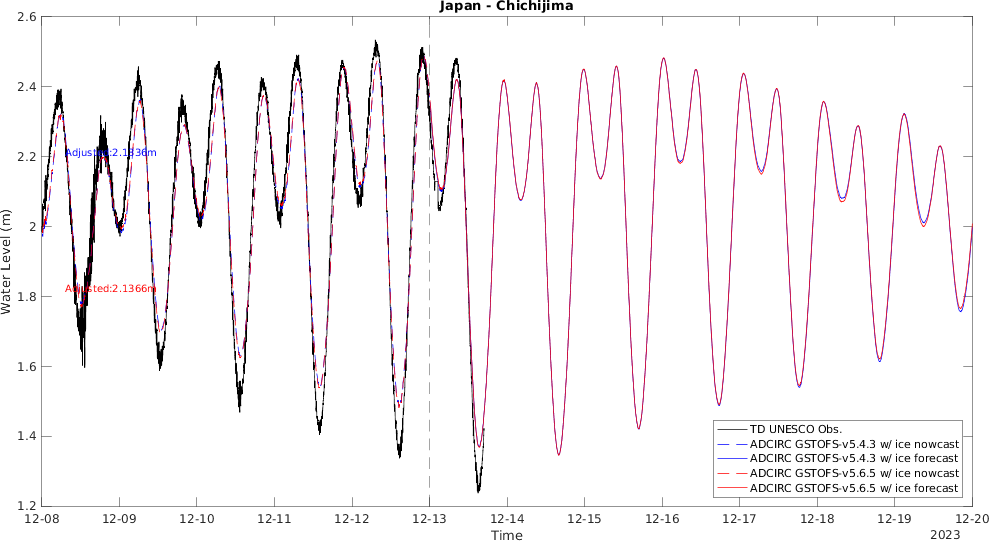 Japan - Chichijima
2.6
2.4
2.2
2
1.8
1.6
1.4
1.2
Water Level (m)
Adjusted:2.1336m
Adjusted:2.1366m
TD UNESCO Obs.
ADCIRC GSTOFS-v5.4.3 w/ ice nowcast
ADCIRC GSTOFS-v5.4.3 w/ ice forecast
ADCIRC GSTOFS-v5.6.5 w/ ice nowcast
ADCIRC GSTOFS-v5.6.5 w/ ice forecast
12-08 12-09 12-10 12-11 12-12 12-13 12-14 12-15 12-16 12-17 12-18 12-19 12-20
Time
2023